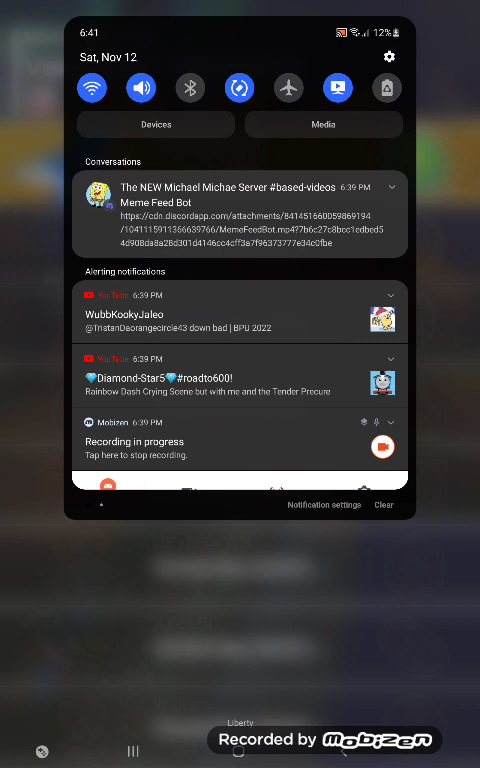 6:41
12%
Sat, Nov 12
Devices
Media
Conversations
The NEW Michael Michae Server #based-videos 6:39 PM
Meme Feed Bot
https://cdn.discordapp.com/attachments/841451660059869194
/1041115911366639766/MemeFeedBot.mp477b6c27c8bcc1edbed5
4d908da8a28d301d4146cc4cff3a7f96373777e34c0fbe
Alerting notifications
YouTube 6:39 PM
WubbKookyJaleo
@TristanDaorangecircle43 down bad | BPU 2022
YouTube 6:39 PM
💎Diamond-Star5💎#roadto600!
Rainbow Dash Crying Scene but with me and the Tender Precure
Mobizen 6:39 PM
Recording in progress
Tap here to stop recording.
Notification settings
Clear
Liberty
Recorded by mobizen